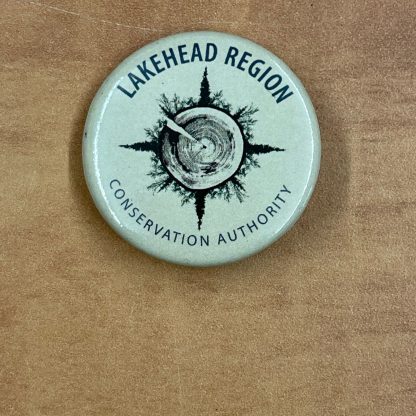 LAKEHEAD REGION
CONSERVATION AUTHORITY